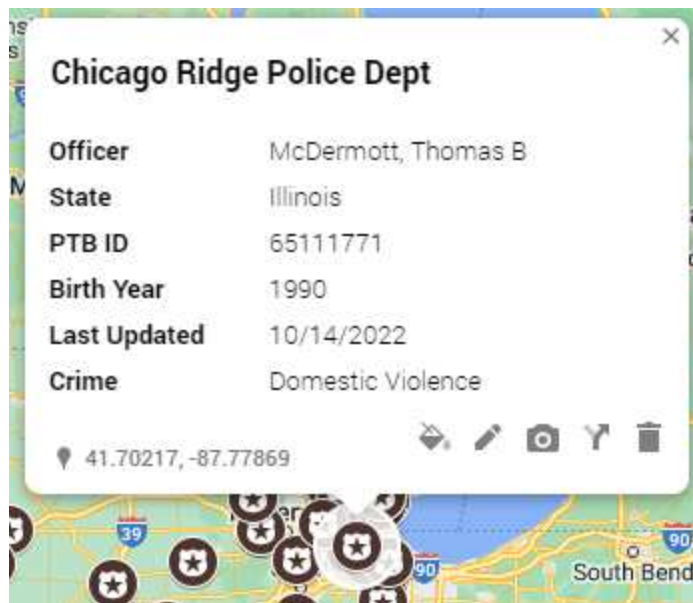 Chicago Ridge Police Dept
Officer McDermott, Thomas B
State Illinois
PTB ID 65111771
Birth Year 1990
Last Updated 10/14/2022
Crime Domestic Violence
41.70217, -87.77869
39
90
90
South Bend